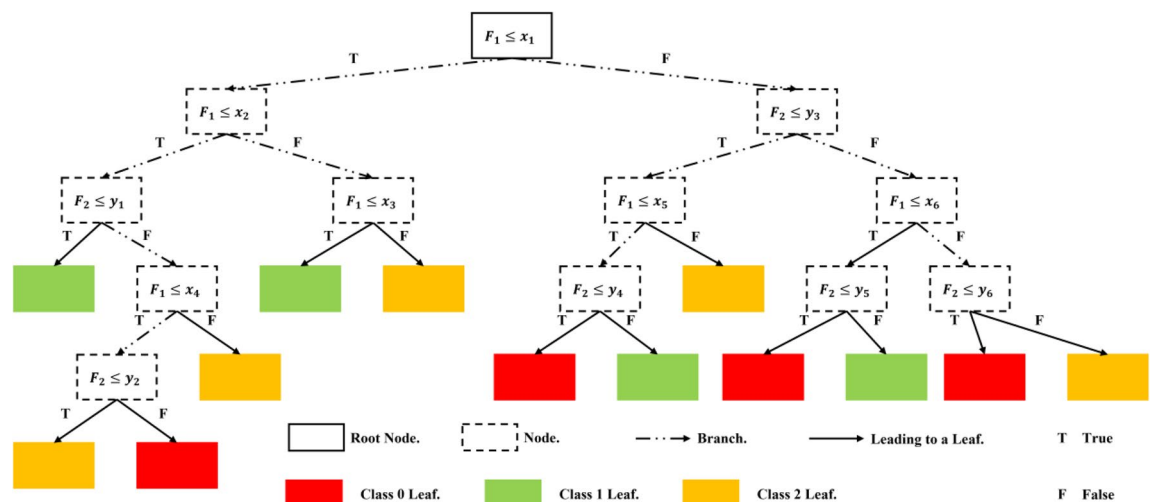 F₁ ≤ x₁
T F
F₁ ≤ x₂ F₂ ≤ y₃
T F T F
F₂ ≤ y₁ F₁ ≤ x₃ F₁ ≤ x₅ F₁ ≤ x₆
T F T F T F T F
F₁ ≤ x₄ F₂ ≤ y₄ F₂ ≤ y₅ F₂ ≤ y₆
T F T F T F T F
F₂ ≤ y₂
T F
Root Node. Node. Branch. Leading to a Leaf. T True
Class 0 Leaf. Class 1 Leaf. Class 2 Leaf. F False